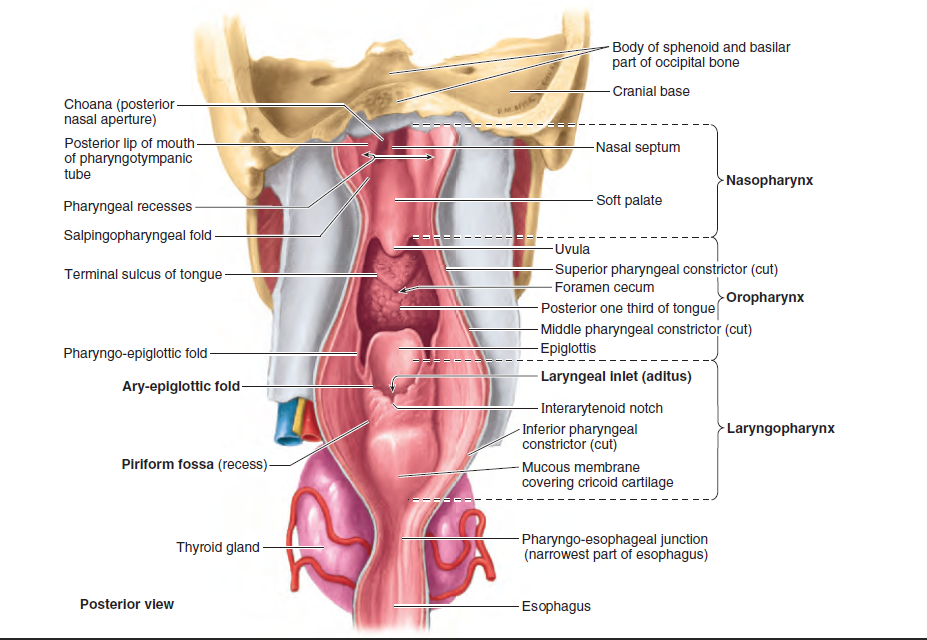 Body of sphenoid and basilar
part of occipital bone
Cranial base
Choana (posterior
nasal aperture)
Posterior lip of mouth
of pharyngotympanic
tube
Nasal septum
Nasopharynx
Pharyngeal recesses
Soft palate
Salpingopharyngeal fold
Uvula
Terminal sulcus of tongue
Superior pharyngeal constrictor (cut)
Foramen cecum
Oropharynx
Posterior one third of tongue
Middle pharyngeal constrictor (cut)
Pharyngo-epiglottic fold
Epiglottis
Ary-epiglottic fold
Laryngeal inlet (aditus)
Interarytenoid notch
Inferior pharyngeal
constrictor (cut)
Laryngopharynx
Piriform fossa (recess)
Mucous membrane
covering cricoid cartilage
Thyroid gland
Pharyngo-esophageal junction
(narrowest part of esophagus)
Posterior view
Esophagus